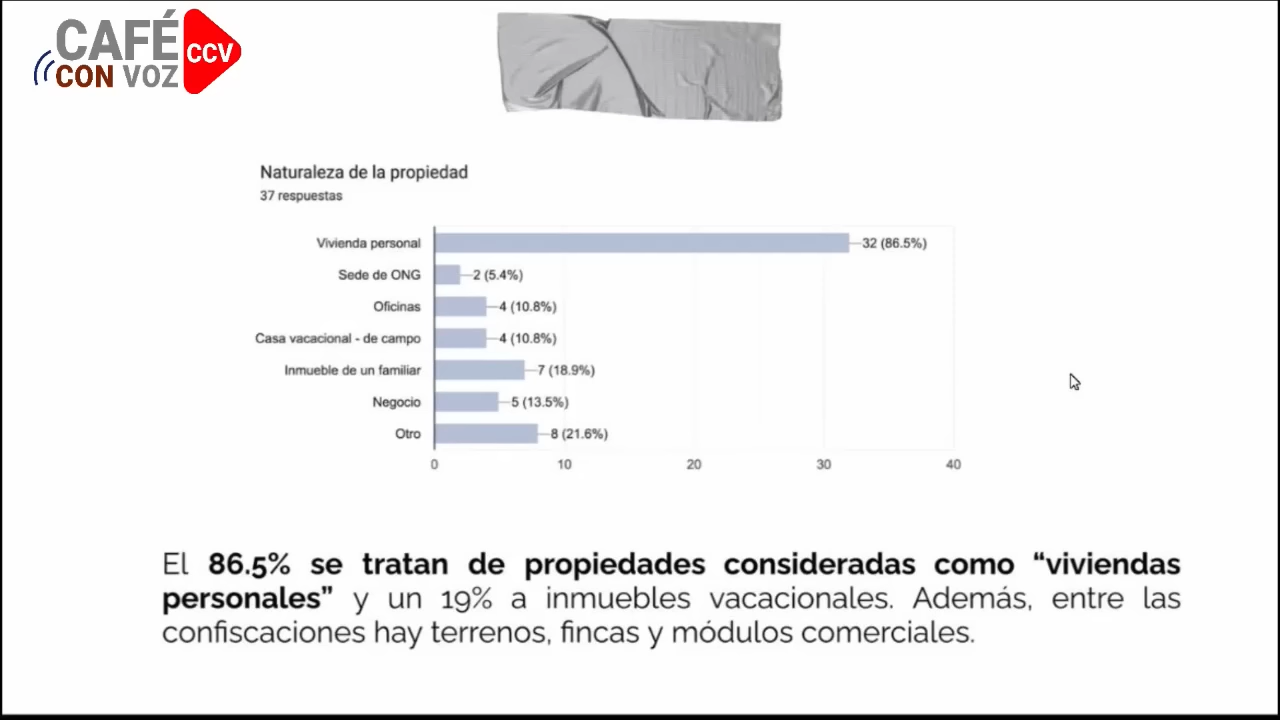 CAFÉ
CON VOZ
CCV
Naturaleza de la propiedad
37 respuestas
Vivienda personal 32 (86.5%)
Sede de ONG 2 (5.4%)
Oficinas 4 (10.8%)
Casa vacacional - de campo 4 (10.8%)
Inmueble de un familiar 7 (18.9%)
Negocio 5 (13.5%)
Otro 8 (21.6%)
0 10 20 30 40
El 86.5% se tratan de propiedades consideradas como “viviendas
personales” y un 19% a inmuebles vacacionales. Además, entre las
confiscaciones hay terrenos, fincas y módulos comerciales.